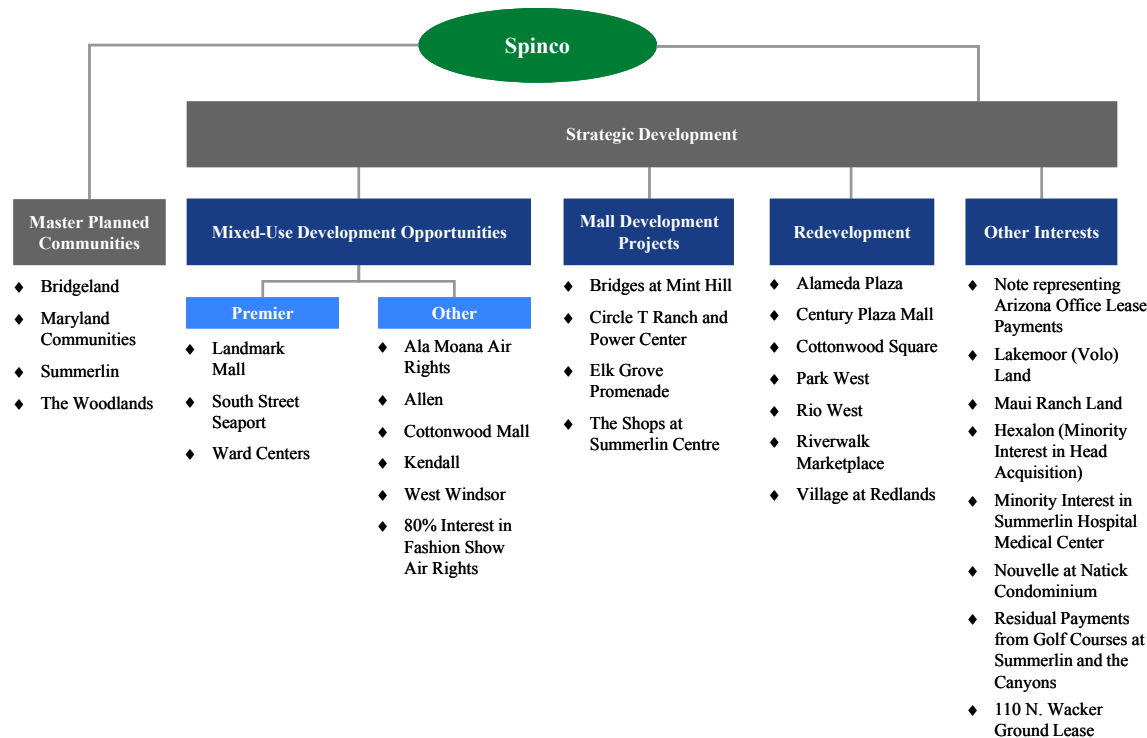 Spinco
Strategic Development
Master Planned
Communities
♦ Bridgeland
♦ Maryland
Communities
♦ Summerlin
♦ The Woodlands
Mixed-Use Development Opportunities
Premier
♦ Landmark
Mall
♦ South Street
Seaport
♦ Ward Centers
Other
♦ Ala Moana Air
Rights
♦ Allen
♦ Cottonwood Mall
♦ Kendall
♦ West Windsor
♦ 80% Interest in
Fashion Show
Air Rights
Mall Development
Projects
♦ Bridges at Mint Hill
♦ Circle T Ranch and
Power Center
♦ Elk Grove
Promenade
♦ The Shops at
Summerlin Centre
Redevelopment
♦ Alameda Plaza
♦ Century Plaza Mall
♦ Cottonwood Square
♦ Park West
♦ Rio West
♦ Riverwalk
Marketplace
♦ Village at Redlands
Other Interests
♦ Note representing
Arizona Office Lease
Payments
♦ Lakemoor (Volo)
Land
♦ Maui Ranch Land
♦ Hexalon (Minority
Interest in Head
Acquisition)
♦ Minority Interest in
Summerlin Hospital
Medical Center
♦ Nouvelle at Natick
Condominium
♦ Residual Payments
from Golf Courses at
Summerlin and the
Canyons
♦ 110 N. Wacker
Ground Lease